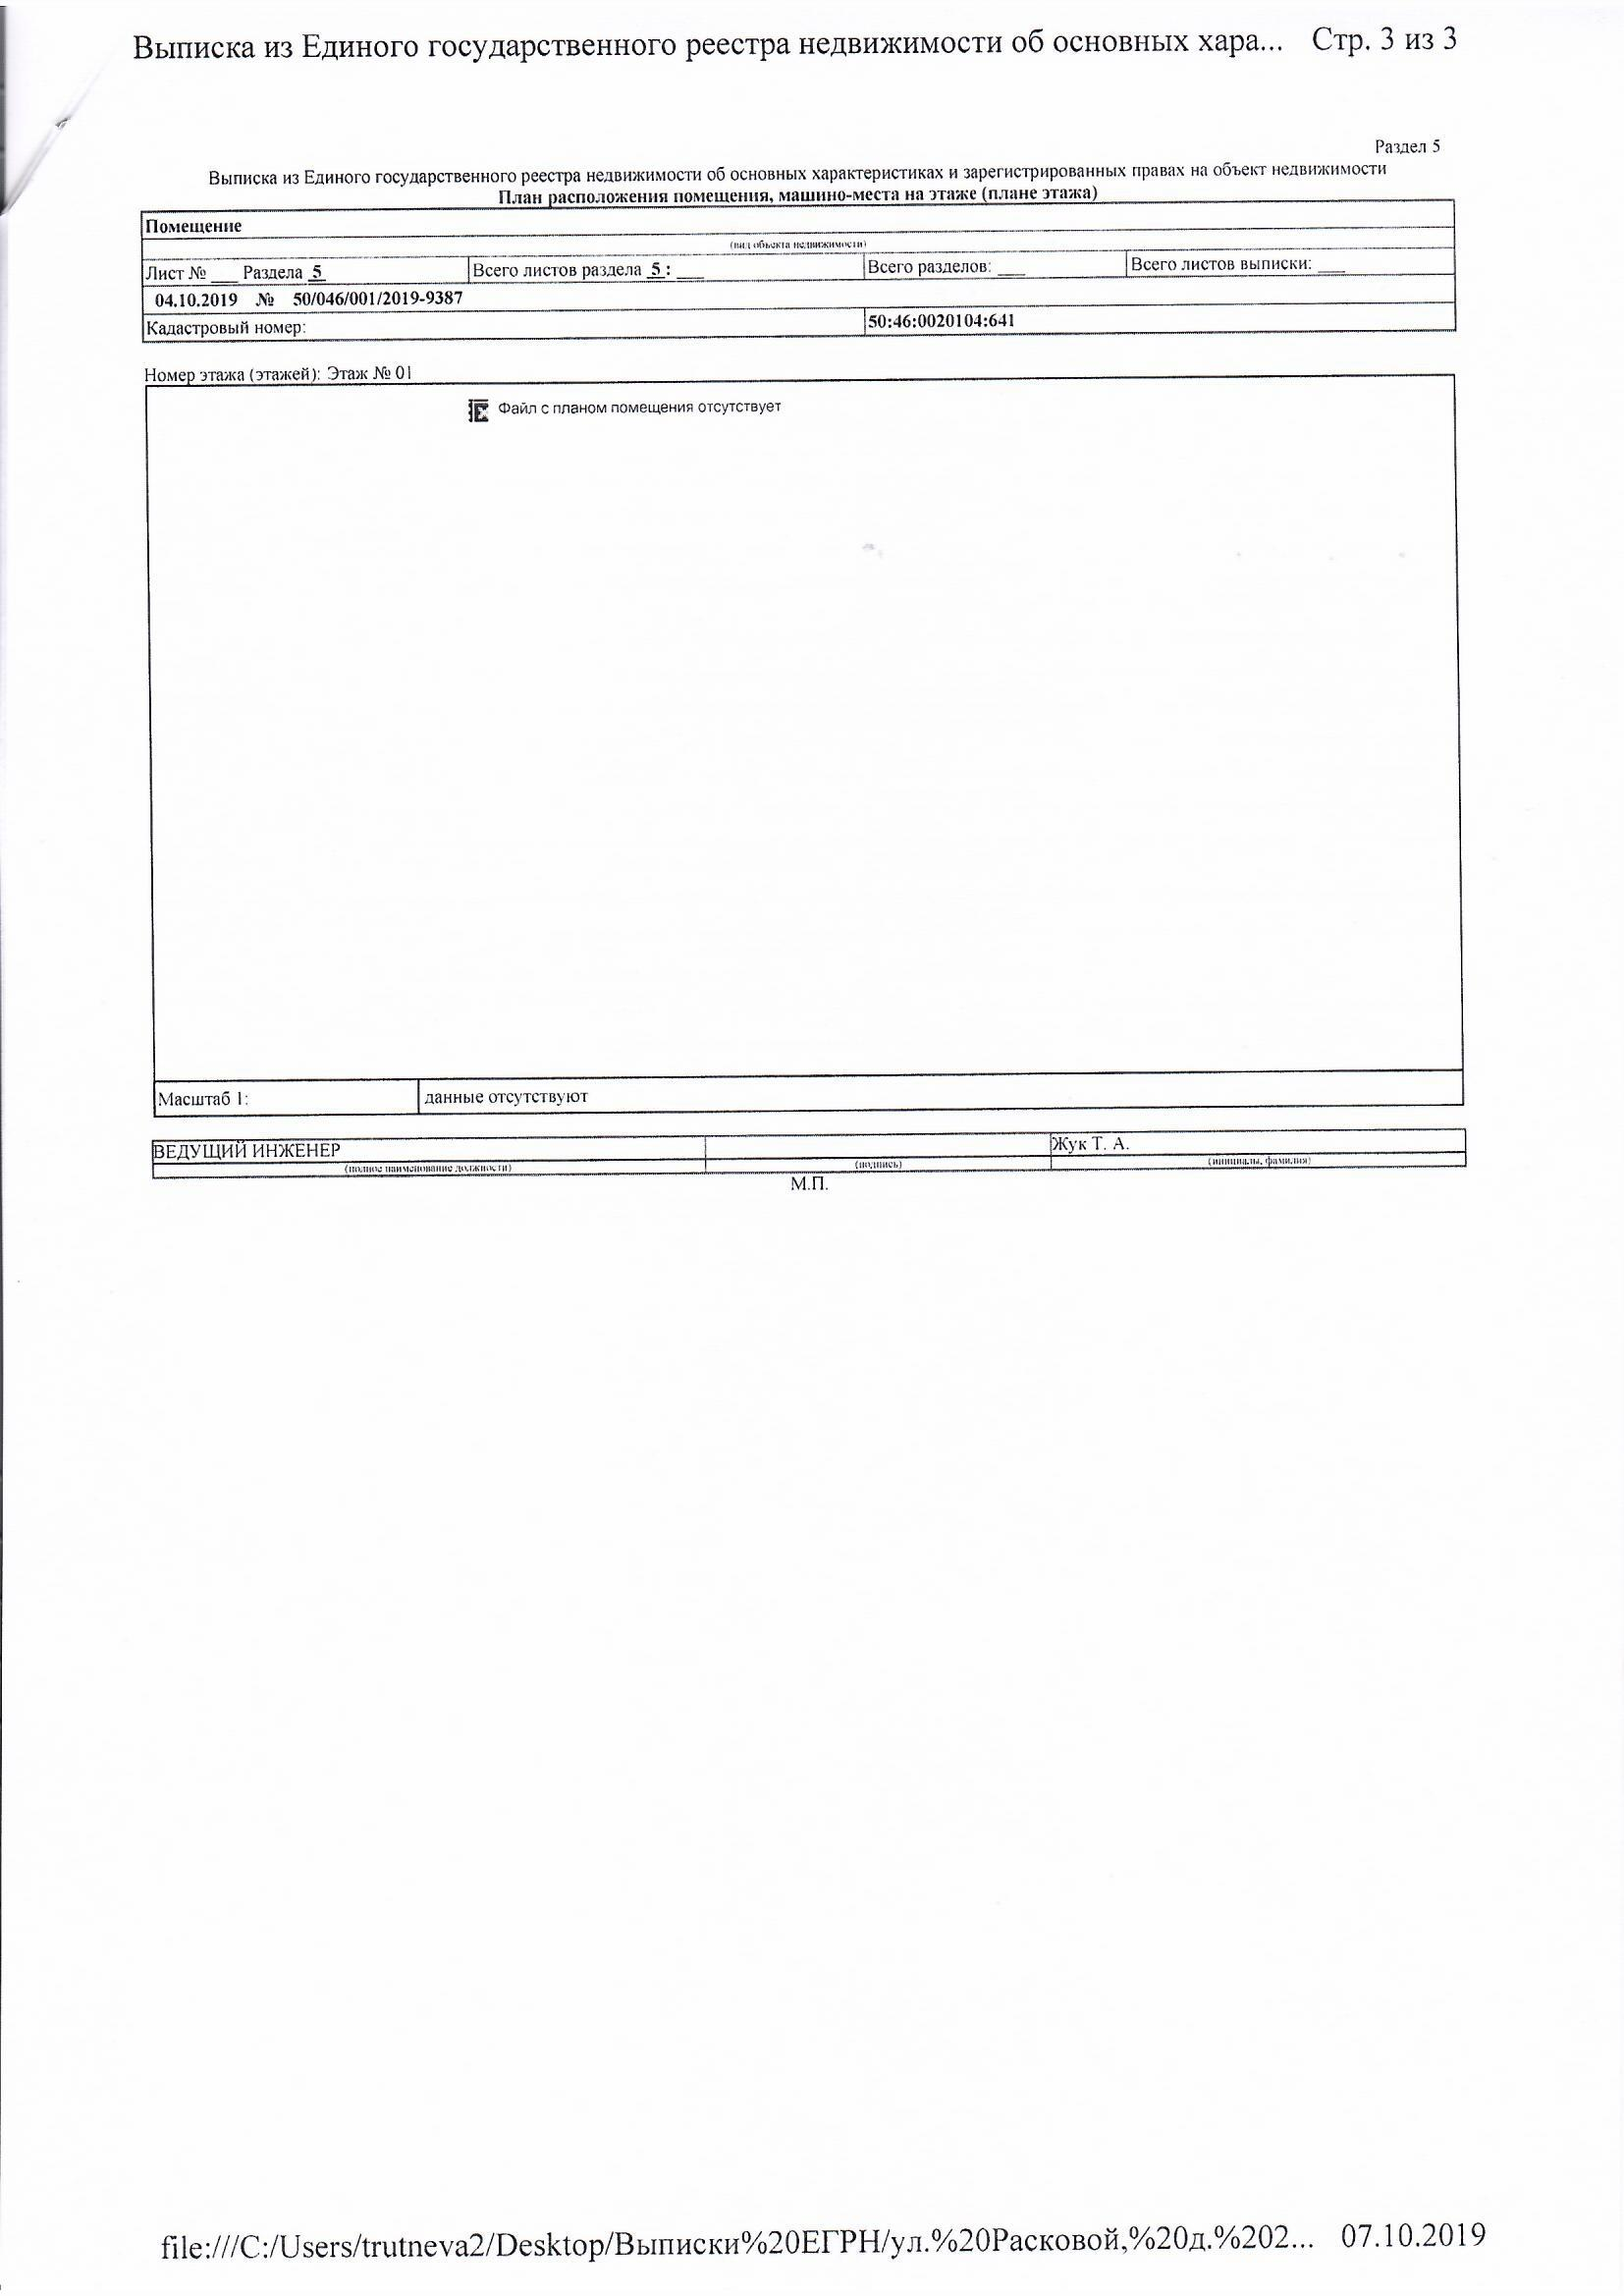 Выписка из Единого государственного реестра недвижимости об основных хара... Стр. 3 из 3
Раздел 5
Выписка из Единого государственного реестра недвижимости об основных характеристиках и зарегистрированных правах на объект недвижимости
План расположения помещения, машино-места на этаже (плане этажа)
Помещение
(вид объекта недвижимости)
Лист № ___ Раздела 5 Всего листов раздела 5 : ___ Всего разделов: ___ Всего листов выписки: ___
04.10.2019 № 50/046/001/2019-9387
Кадастровый номер: 50:46:0020104:641
Номер этажа (этажей): Этаж № 01
Файл с планом помещения отсутствует
Масштаб 1: данные отсутствуют
ВЕДУЩИЙ ИНЖЕНЕР Жук Т. А.
(полное наименование должности) (подпись) (инициалы, фамилия)
М.П.
file:///C:/Users/trutneva2/Desktop/Выписки%20ЕГРН/ул.%20Расковой,%20д.%202... 07.10.2019